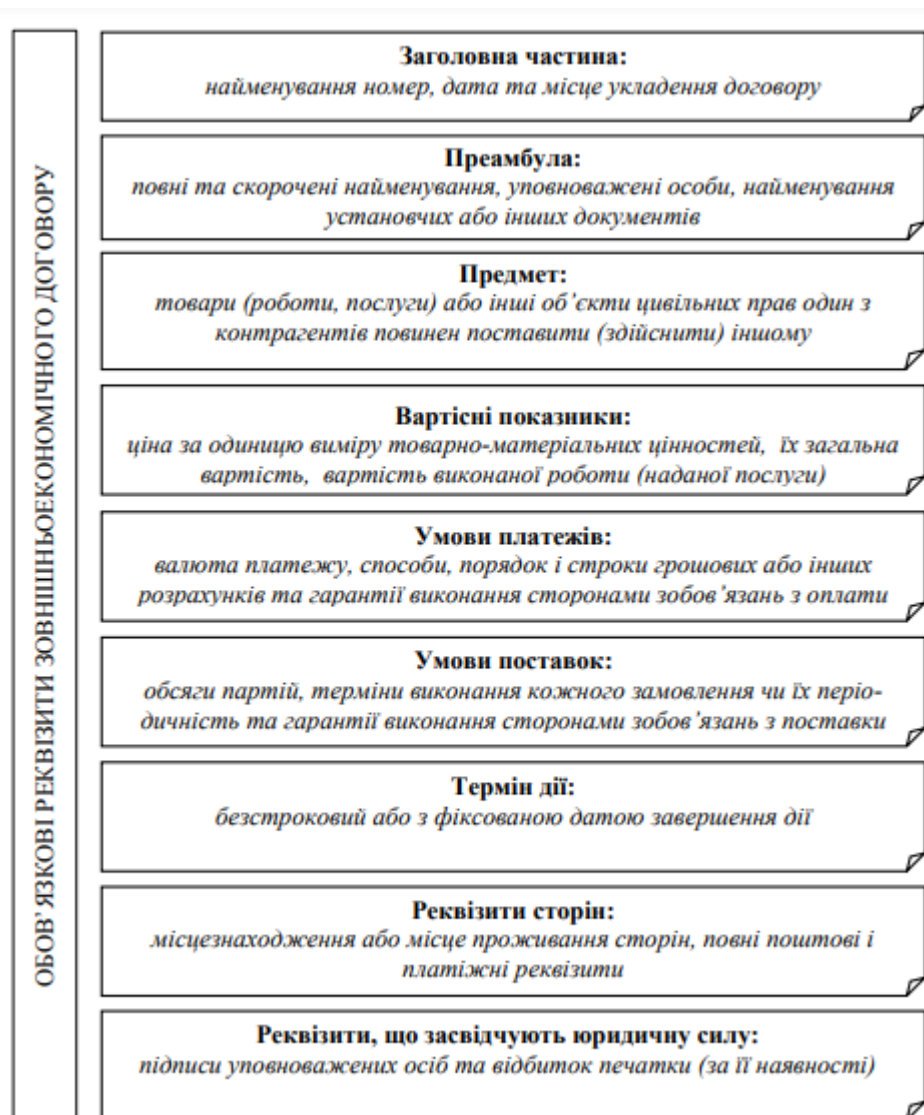 ОБОВ'ЯЗКОВІ РЕКВІЗИТИ ЗОВНІШНЬОЕКОНОМІЧНОГО ДОГОВОРУ
Заголовна частина:
найменування номер, дата та місце укладення договору
Преамбула:
повні та скорочені найменування, уповноважені особи, найменування
установчих або інших документів
Предмет:
товари (роботи, послуги) або інші об’єкти цивільних прав один з
контрагентів повинен поставити (здійснити) іншому
Вартісні показники:
ціна за одиницю виміру товарно-матеріальних цінностей, їх загальна
вартість, вартість виконаної роботи (наданої послуги)
Умови платежів:
валюта платежу, способи, порядок і строки грошових або інших
розрахунків та гарантії виконання сторонами зобов’язань з оплати
Умови поставок:
обсяги партій, терміни виконання кожного замовлення чи їх періо-
дичність та гарантії виконання сторонами зобов’язань з поставки
Термін дії:
безстроковий або з фіксованою датою завершення дії
Реквізити сторін:
місцезнаходження або місце проживання сторін, повні поштові і
платіжні реквізити
Реквізити, що засвідчують юридичну силу:
підписи уповноважених осіб та відбиток печатки (за її наявності)